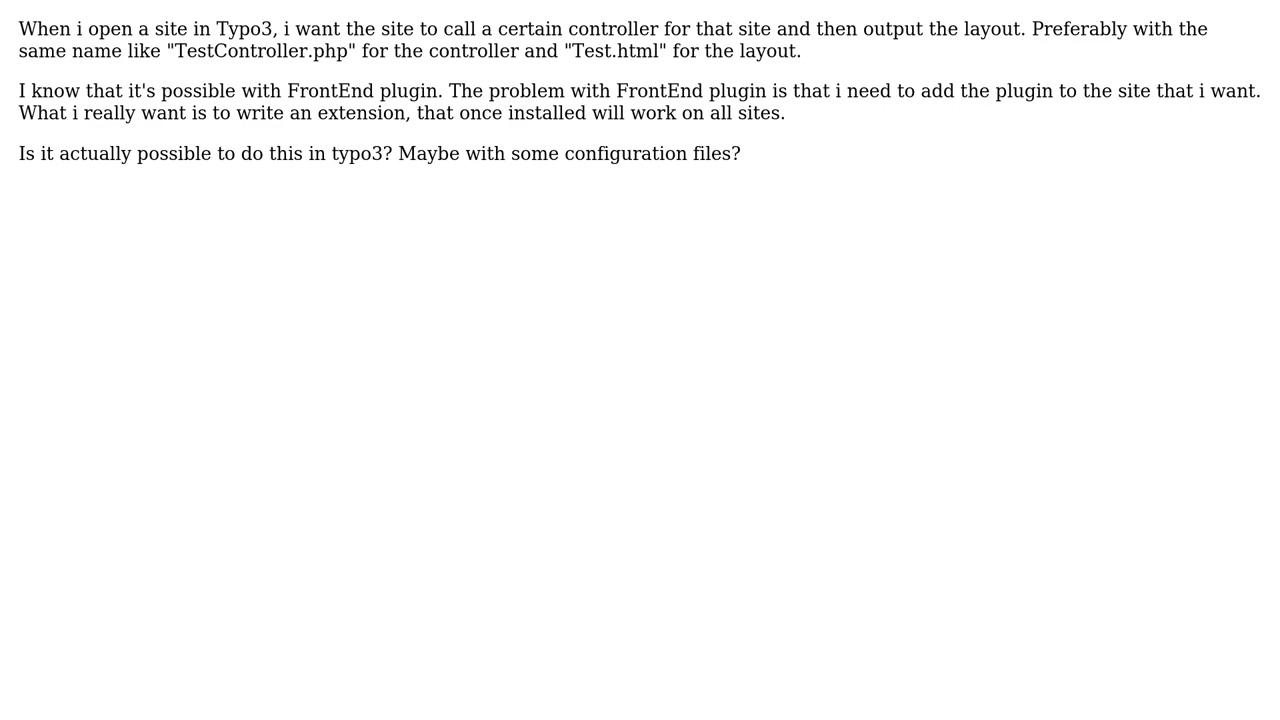 When i open a site in Typo3, i want the site to call a certain controller for that site and then output the layout. Preferably with the
same name like "TestController.php" for the controller and "Test.html" for the layout.
I know that it's possible with FrontEnd plugin. The problem with FrontEnd plugin is that i need to add the plugin to the site that i want.
What i really want is to write an extension, that once installed will work on all sites.
Is it actually possible to do this in typo3? Maybe with some configuration files?